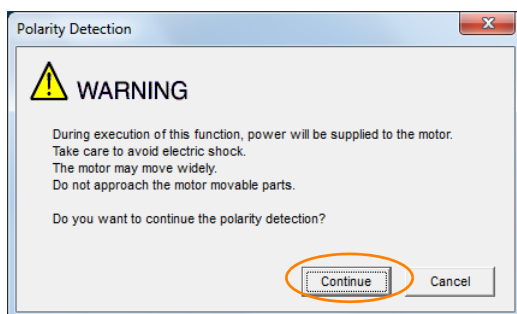 Polarity Detection
WARNING
During execution of this function, power will be supplied to the motor.
Take care to avoid electric shock.
The motor may move widely.
Do not approach the motor movable parts.
Do you want to continue the polarity detection?
Continue
Cancel